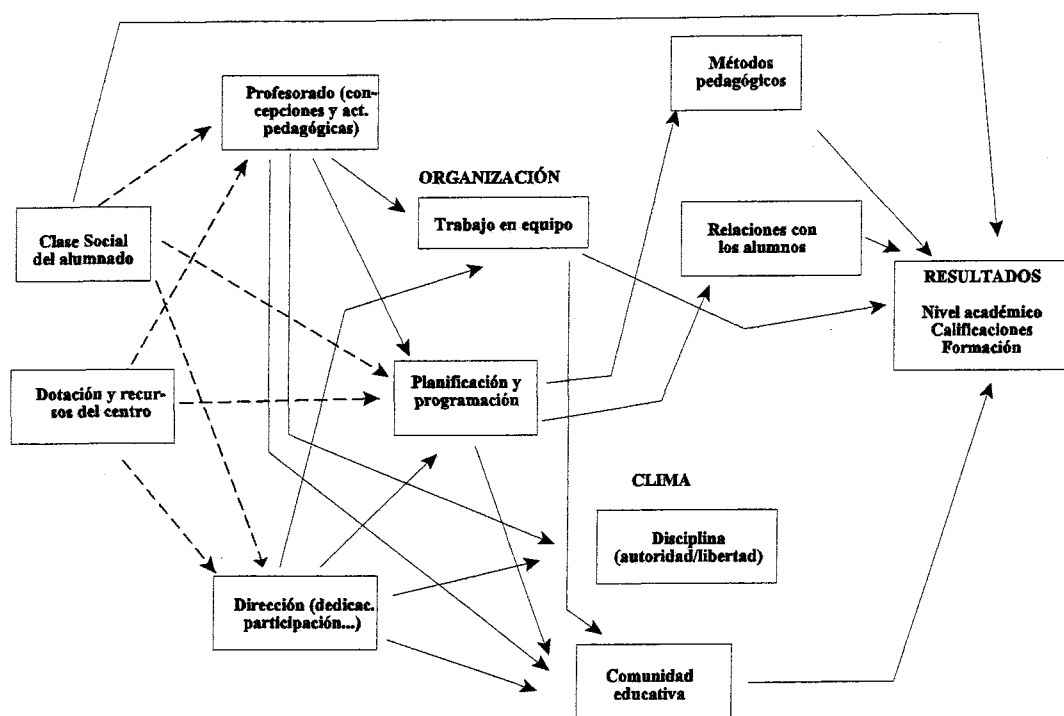 Métodos
pedagógicos
Profesorado (con-
cepciones y act.
pedagógicas)
ORGANIZACIÓN
Trabajo en equipo
Relaciones con
los alumnos
Clase Social
del alumnado
RESULTADOS
Nivel académico
Calificaciones
Formación
Dotación y recur-
sos del centro
Planificación y
programación
CLIMA
Disciplina
(autoridad/libertad)
Dirección (dedicac.
participación...)
Comunidad
educativa